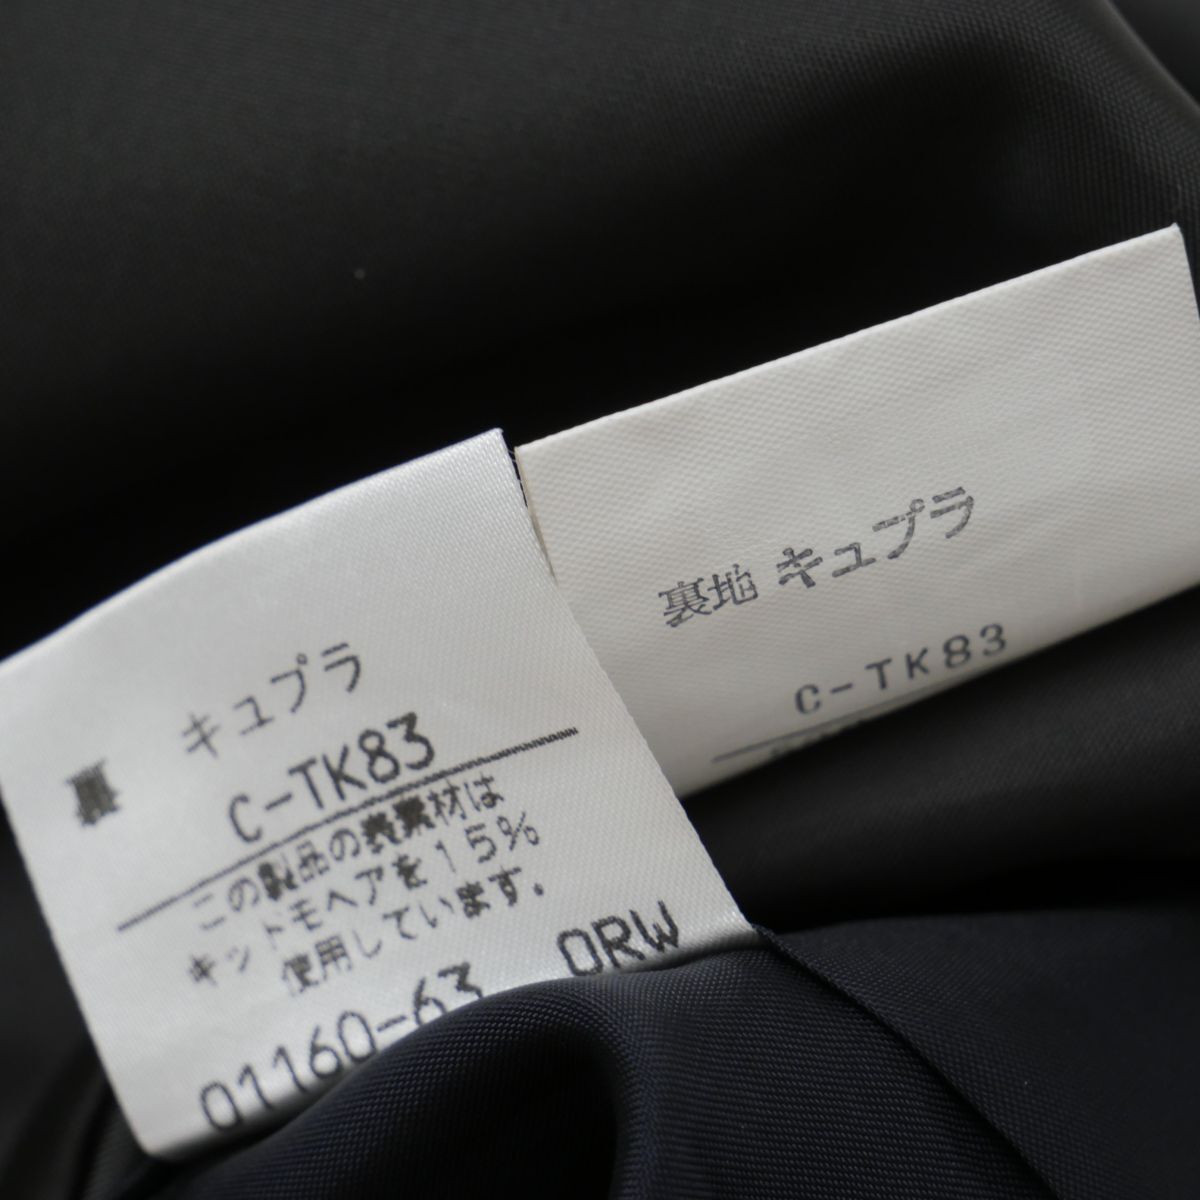 裏 キュプラ
C-TK83
この製品の表素材は
キッドモヘアを15%
使用しています.
01160-63 ORW
裏地 キュプラ
C-TK83